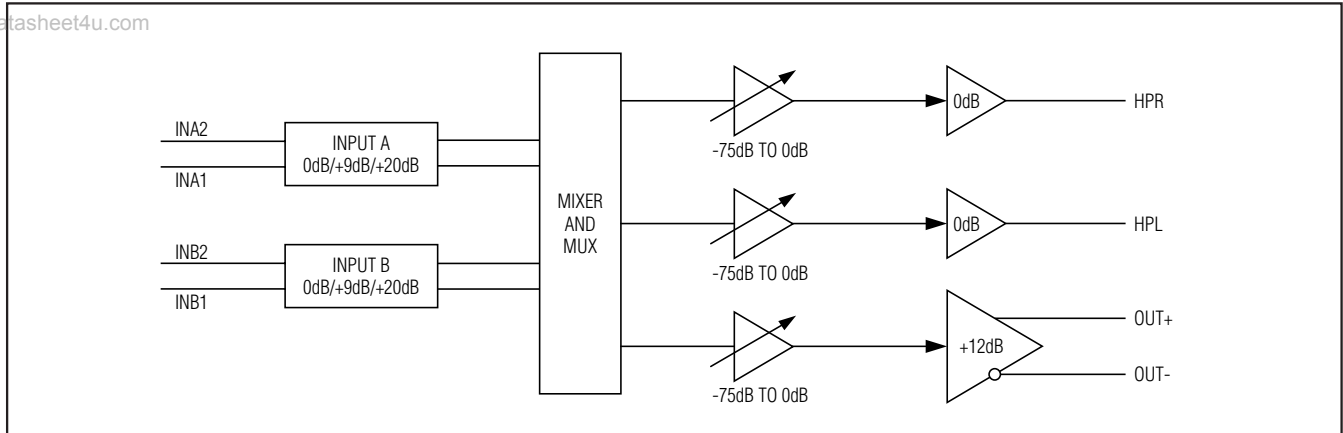 atasheet4u.com
INA2
INPUT A
0dB/+9dB/+20dB
INA1
INB2
INPUT B
0dB/+9dB/+20dB
INB1
MIXER
AND
MUX
-75dB TO 0dB
0dB
HPR
-75dB TO 0dB
0dB
HPL
-75dB TO 0dB
+12dB
OUT+
OUT-